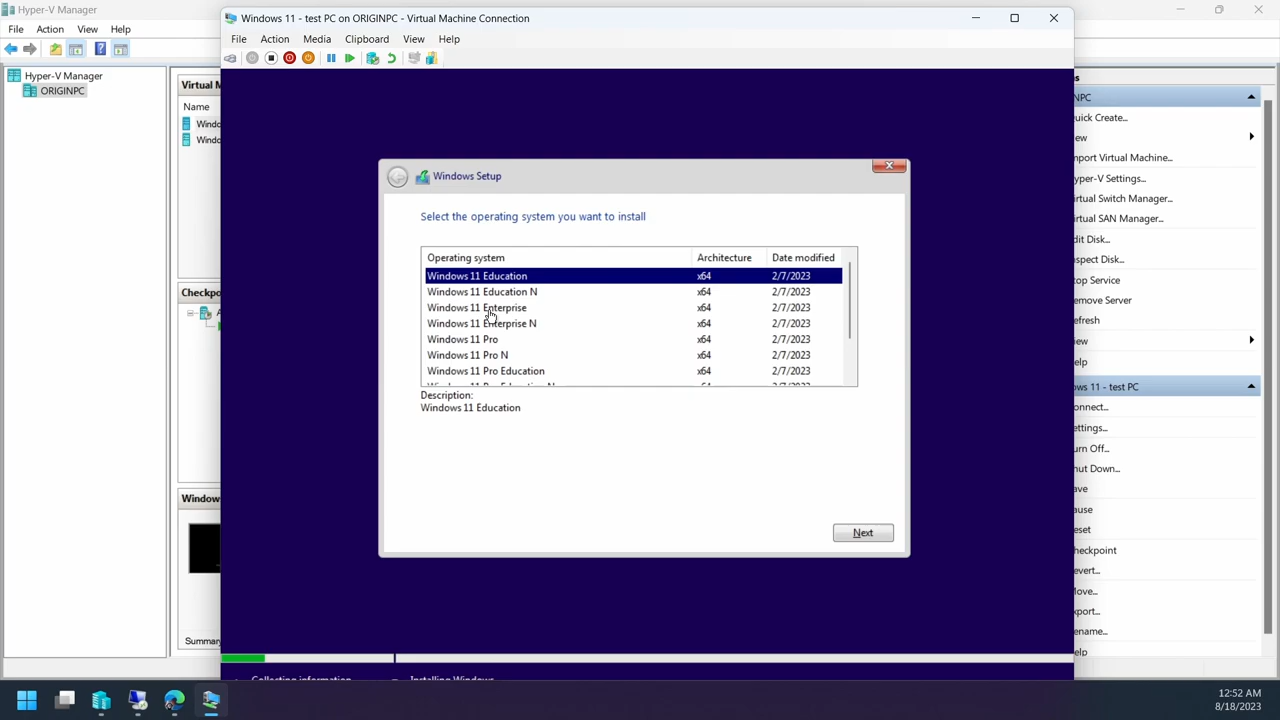 Hyper-V Manager
File Action View Help
Hyper-V Manager
ORIGINPC
Name
Summary
Windows 11 - test PC on ORIGINPC - Virtual Machine Connection
File Action Media Clipboard View Help
Windows Setup
Select the operating system you want to install
Operating system Architecture Date modified
Windows 11 Education x64 2/7/2023
Windows 11 Education N x64 2/7/2023
Windows 11 Enterprise x64 2/7/2023
Windows 11 Enterprise N x64 2/7/2023
Windows 11 Pro x64 2/7/2023
Windows 11 Pro N x64 2/7/2023
Windows 11 Pro Education x64 2/7/2023
Description:
Windows 11 Education
Next
Collecting information Installing Windows
NPC
uick Create...
ew
mport Virtual Machine...
yper-V Settings...
irtual Switch Manager...
irtual SAN Manager...
dit Disk...
spect Disk...
top Service
emove Server
efresh
ew
elp
ows 11 - test PC
onnect...
ettings...
urn Off...
hut Down...
ave
ause
eset
heckpoint
evert...
ove...
xport...
ename...
elp
12:52 AM
8/18/2023